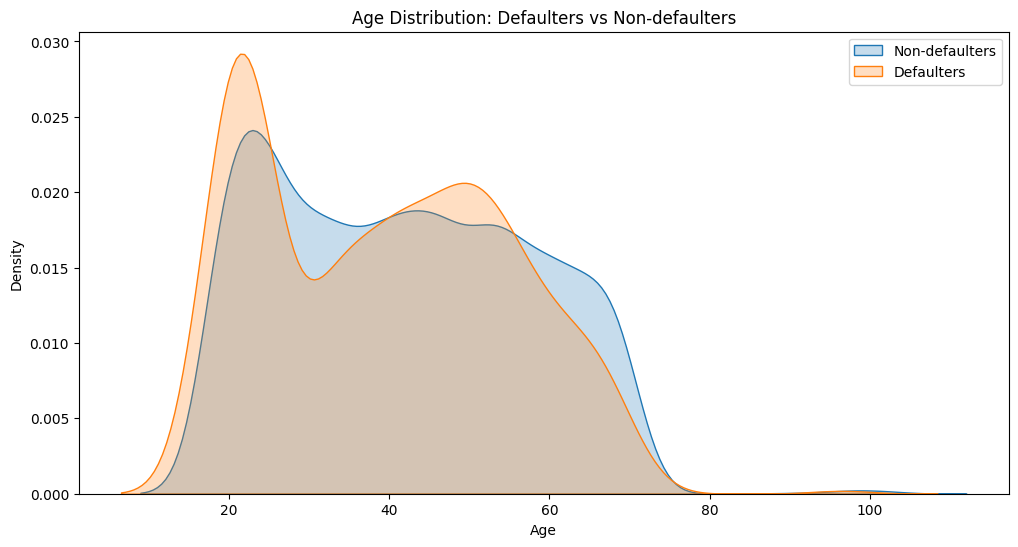 Age Distribution: Defaulters vs Non-defaulters
Non-defaulters
Defaulters
Density
0.030
0.025
0.020
0.015
0.010
0.005
0.000
20 40 60 80 100
Age